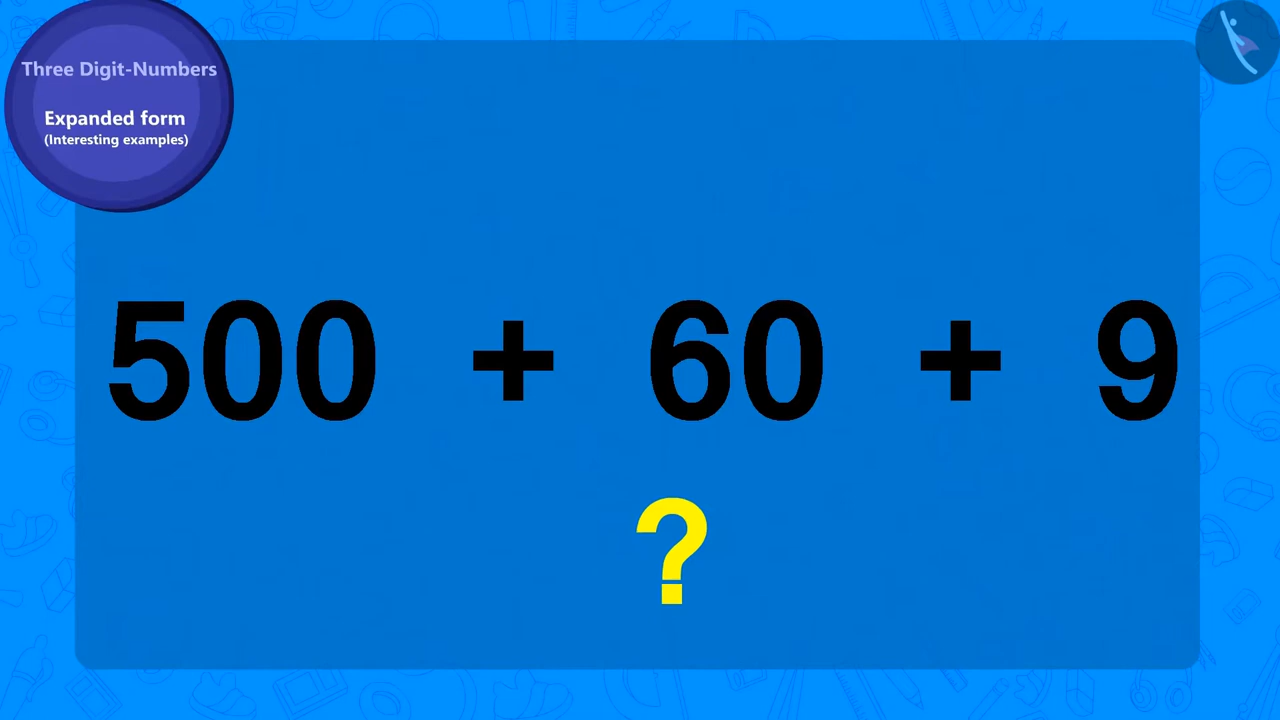 Three Digit-Numbers
Expanded form
(Interesting examples)
500 + 60 + 9
?